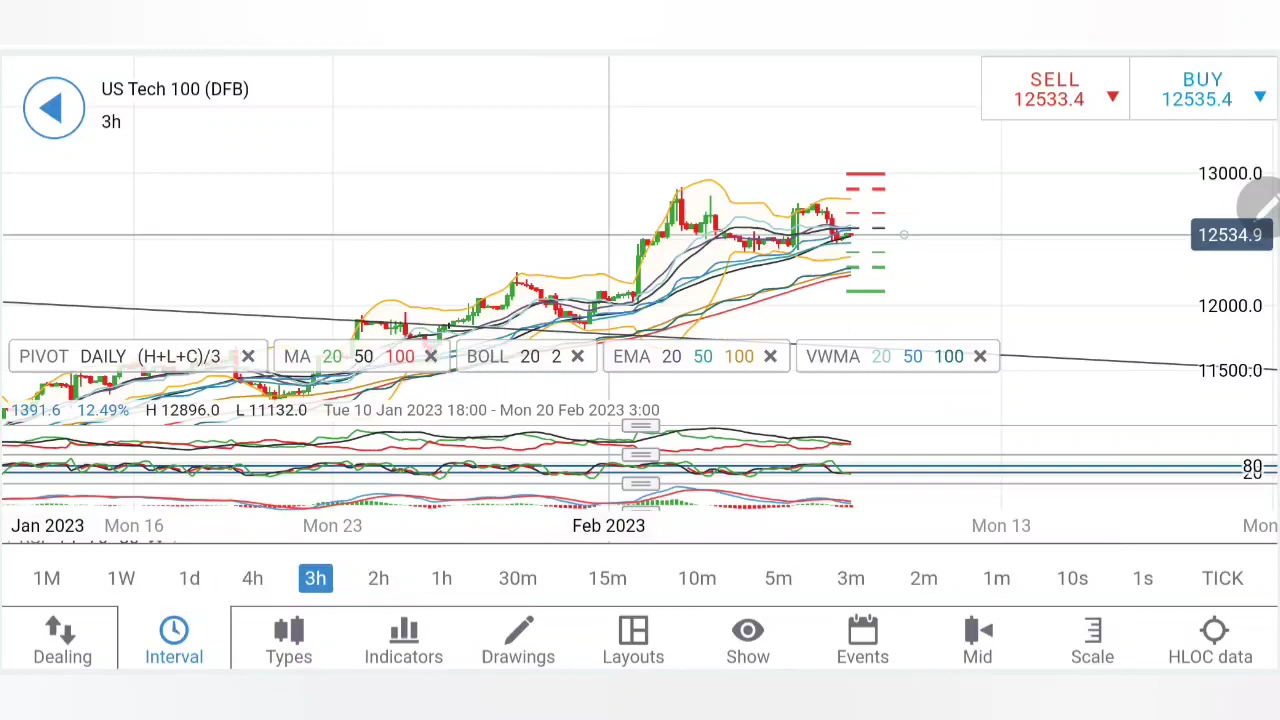 US Tech 100 (DFB)
3h
SELL
12533.4
BUY
12535.4
13000.0
12534.9
12000.0
11500.0
PIVOT DAILY (H+L+C)/3
MA 20 50 100
BOLL 20 2
EMA 20 50 100
VWMA 20 50 100
1391.6 12.49% H 12896.0 L 11132.0 Tue 10 Jan 2023 18:00 - Mon 20 Feb 2023 3:00
80
20
Jan 2023 Mon 16 Mon 23 Feb 2023 Mon 13 Mon
1M 1W 1d 4h 3h 2h 1h 30m 15m 10m 5m 3m 2m 1m 10s 1s TICK
Dealing Interval Types Indicators Drawings Layouts Show Events Mid Scale HLOC data